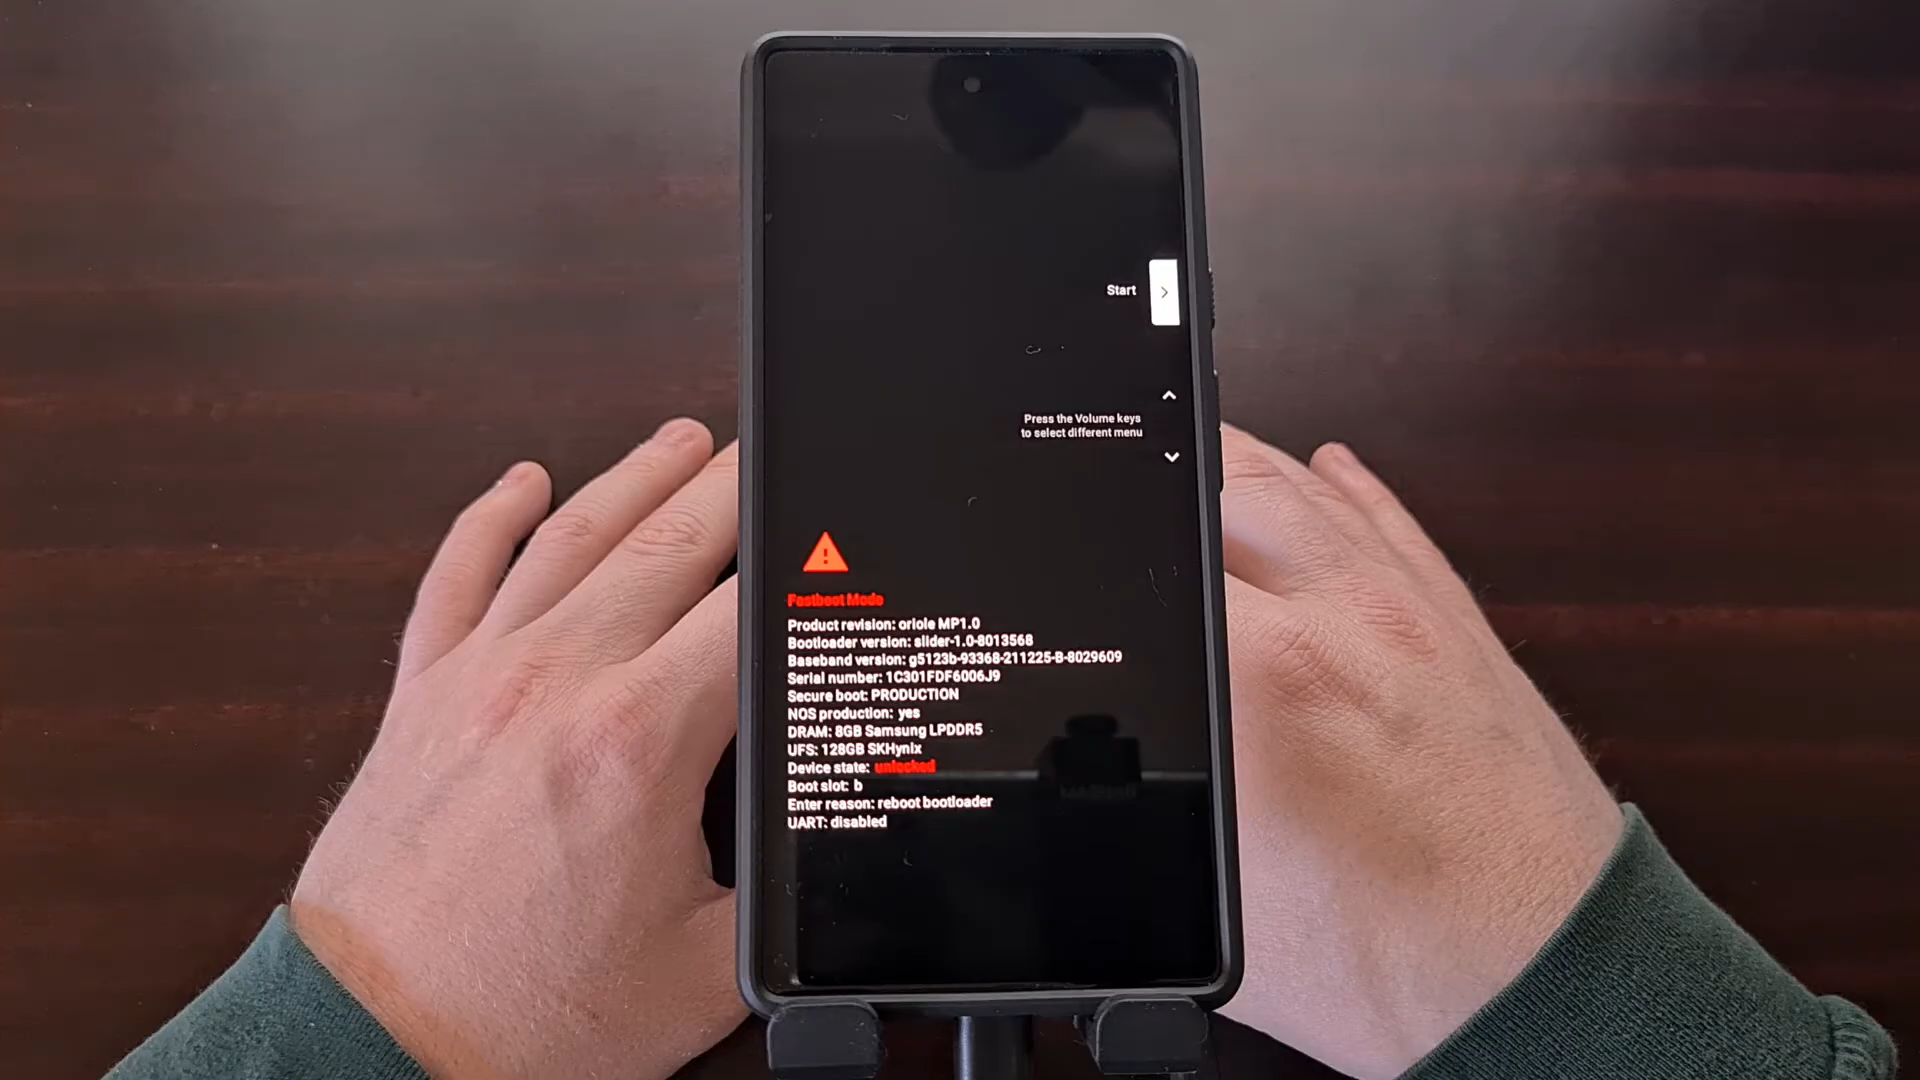 Start
Press the Volume keys
to select different menu
Fastboot Mode
Product revision: oriole MP1.0
Bootloader version: slider-1.0-8013568
Baseband version: g5123b-93368-211225-B-8029609
Serial number: 1C301FDF6006J9
Secure boot: PRODUCTION
NOS production: yes
DRAM: 8GB Samsung LPDDR5
UFS: 128GB SKHynix
Device state: unlocked
Boot slot: b
Enter reason: reboot bootloader
UART: disabled